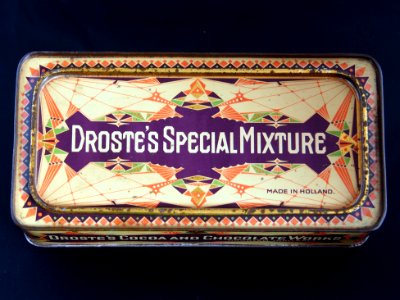 DROSTE'S SPECIAL MIXTURE
MADE IN HOLLAND.
DROSTE'S COCOA AND CHOCOLATE WORKS